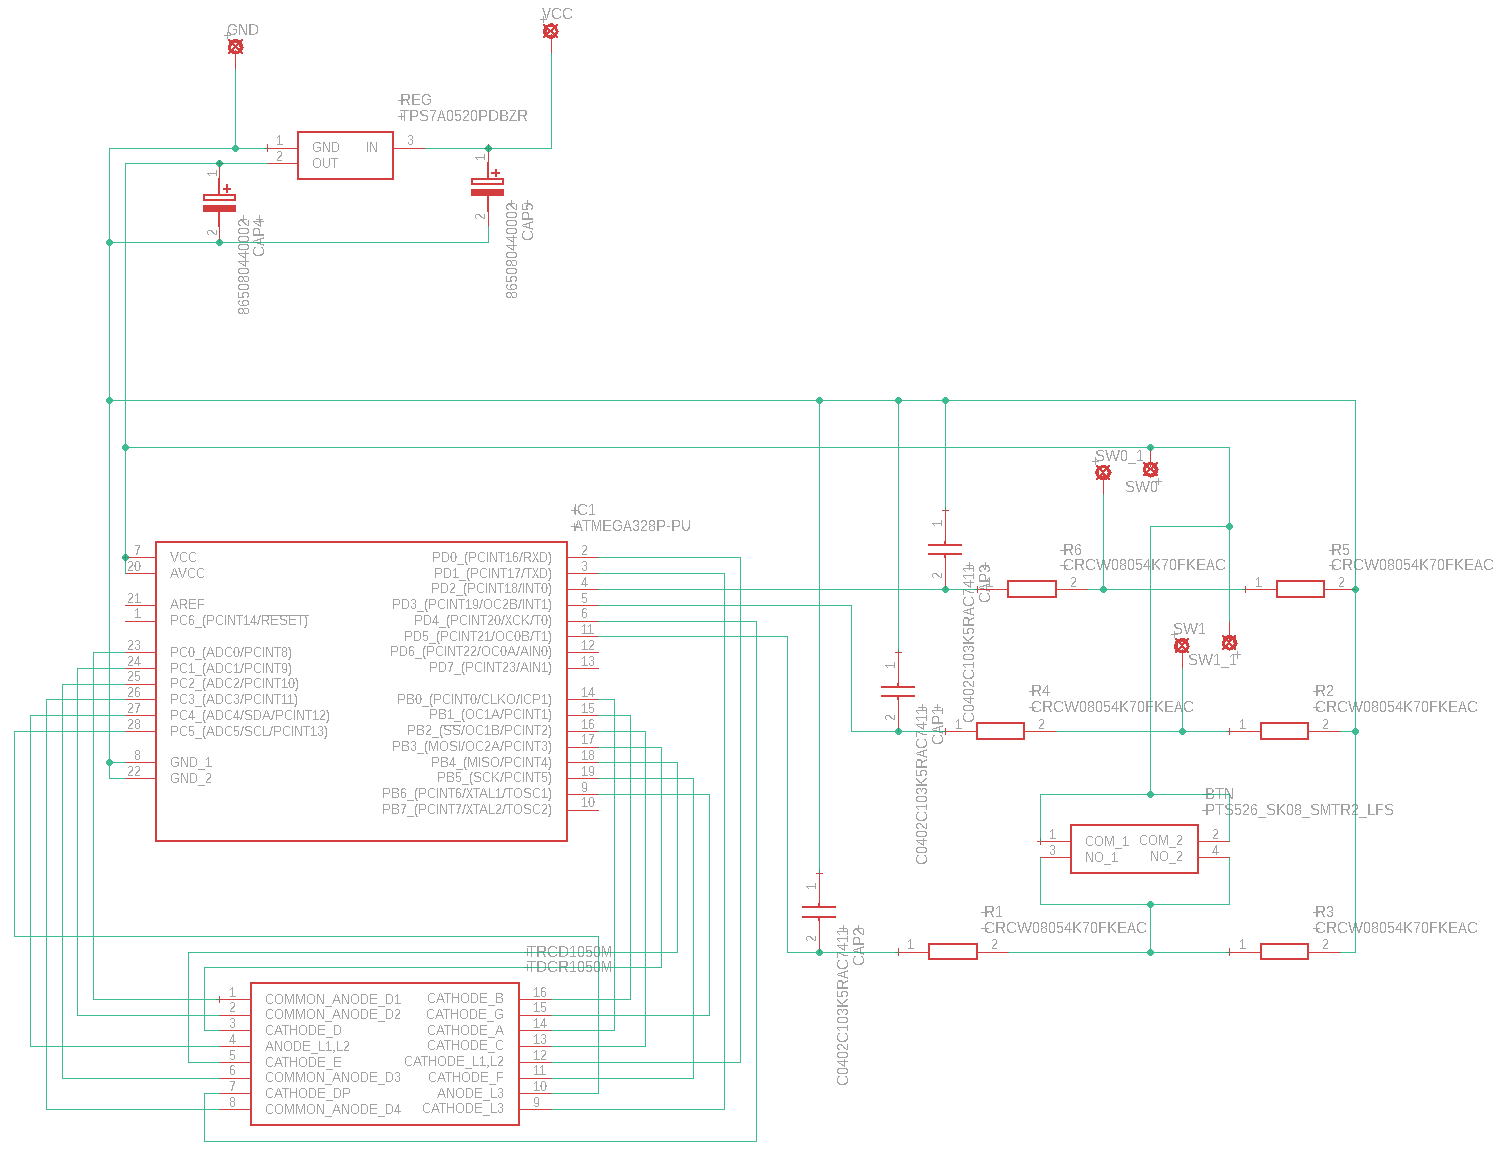 GND
VCC
REG
TPS7A0520PDBZR
1 GND IN 3
2 OUT
1
2
865080440002
CAP4
1
2
865080440002
CAP5
SW0_1
SW0
IC1
ATMEGA328P-PU
7 VCC
20 AVCC
21 AREF
1 PC6_(PCINT14/RESET)
23 PC0_(ADC0/PCINT8)
24 PC1_(ADC1/PCINT9)
25 PC2_(ADC2/PCINT10)
26 PC3_(ADC3/PCINT11)
27 PC4_(ADC4/SDA/PCINT12)
28 PC5_(ADC5/SCL/PCINT13)
8 GND_1
22 GND_2
PD0_(PCINT16/RXD) 2
PD1_(PCINT17/TXD) 3
PD2_(PCINT18/INT0) 4
PD3_(PCINT19/OC2B/INT1) 5
PD4_(PCINT20/XCK/T0) 6
PD5_(PCINT21/OC0B/T1) 11
PD6_(PCINT22/OC0A/AIN0) 12
PD7_(PCINT23/AIN1) 13
PB0_(PCINT0/CLKO/ICP1) 14
PB1_(OC1A/PCINT1) 15
PB2_(SS/OC1B/PCINT2) 16
PB3_(MOSI/OC2A/PCINT3) 17
PB4_(MISO/PCINT4) 18
PB5_(SCK/PCINT5) 19
PB6_(PCINT6/XTAL1/TOSC1) 9
PB7_(PCINT7/XTAL2/TOSC2) 10
1
2
C0402C103K5RAC7411
CAP3
R6
CRCW08054K70FKEAC
2
R5
CRCW08054K70FKEAC
1 2
SW1
SW1_1
1
2
C0402C103K5RAC7411
CAP1
R4
CRCW08054K70FKEAC
1 2
R2
CRCW08054K70FKEAC
1 2
BTN
PTS526_SK08_SMTR2_LFS
1 COM_1 COM_2 2
3 NO_1 NO_2 4
1
2
C0402C103K5RAC7411
CAP2
R1
CRCW08054K70FKEAC
1 2
R3
CRCW08054K70FKEAC
1 2
TRCD1050M
TDCR1050M
1 COMMON_ANODE_D1 CATHODE_B 16
2 COMMON_ANODE_D2 CATHODE_G 15
3 CATHODE_D CATHODE_A 14
4 ANODE_L1,L2 CATHODE_C 13
5 CATHODE_E CATHODE_L1,L2 12
6 COMMON_ANODE_D3 CATHODE_F 11
7 CATHODE_DP ANODE_L3 10
8 COMMON_ANODE_D4 CATHODE_L3 9